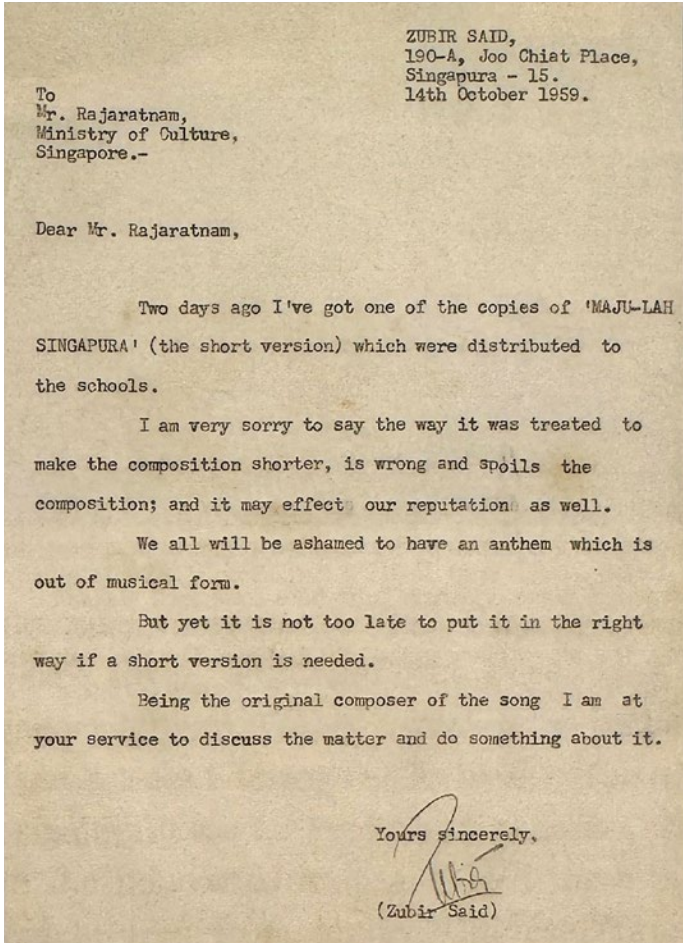 ZUBIR SAID,
190-A, Joo Chiat Place,
Singapura - 15.
14th October 1959.
To
Mr. Rajaratnam,
Ministry of Culture,
Singapore.-
Dear Mr. Rajaratnam,
Two days ago I've got one of the copies of 'MAJU-LAH
SINGAPURA' (the short version) which were distributed to
the schools.
I am very sorry to say the way it was treated to
make the composition shorter, is wrong and spoils the
composition; and it may effect our reputation as well.
We all will be ashamed to have an anthem which is
out of musical form.
But yet it is not too late to put it in the right
way if a short version is needed.
Being the original composer of the song I am at
your service to discuss the matter and do something about it.
Yours sincerely,
Zubir
(Zubir Said)